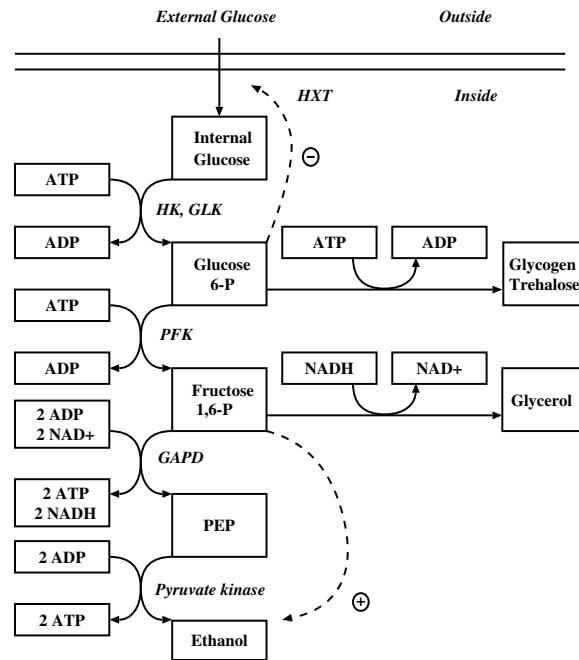 External Glucose
Outside
HXT
Inside
Internal
Glucose
−
ATP
HK, GLK
ADP
Glucose
6-P
ATP
ADP
Glycogen
Trehalose
ATP
PFK
ADP
Fructose
1,6-P
NADH
NAD+
Glycerol
2 ADP
2 NAD+
GAPD
2 ATP
2 NADH
PEP
2 ADP
Pyruvate kinase
+
2 ATP
Ethanol